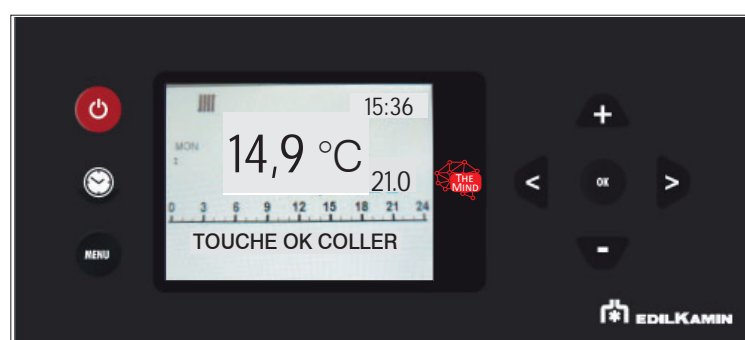 15:36
MON
14,9 °C
21.0
0 3 6 9 12 15 18 21 24
TOUCHE OK COLLER
MENU
THE
MIND
+
<
OK
>
-
EDILKAMIN